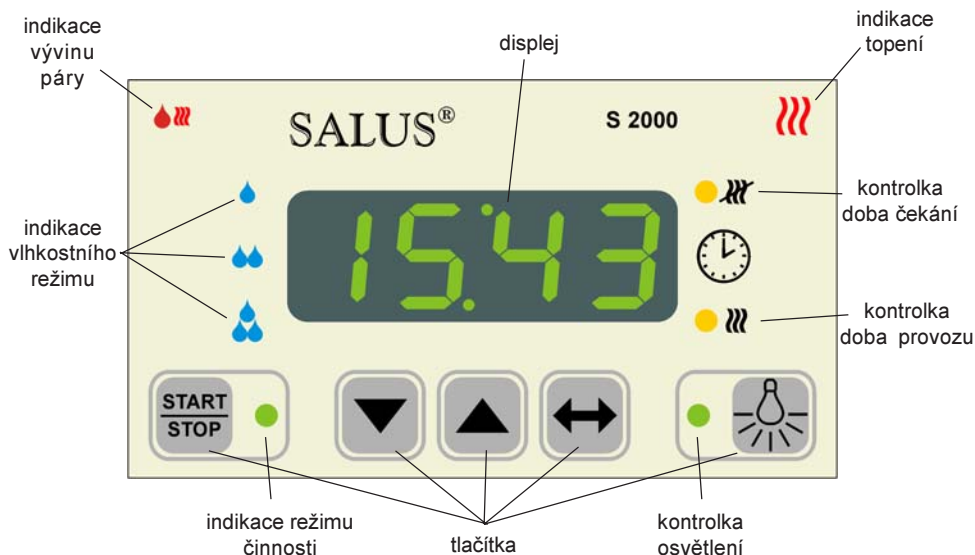 indikace
vývinu
páry
displej
indikace
topení
SALUS®
S 2000
15:43
indikace
vlhkostního
režimu
kontrolka
doba čekání
kontrolka
doba provozu
START
STOP
indikace režimu
činnosti
tlačítka
kontrolka
osvětlení